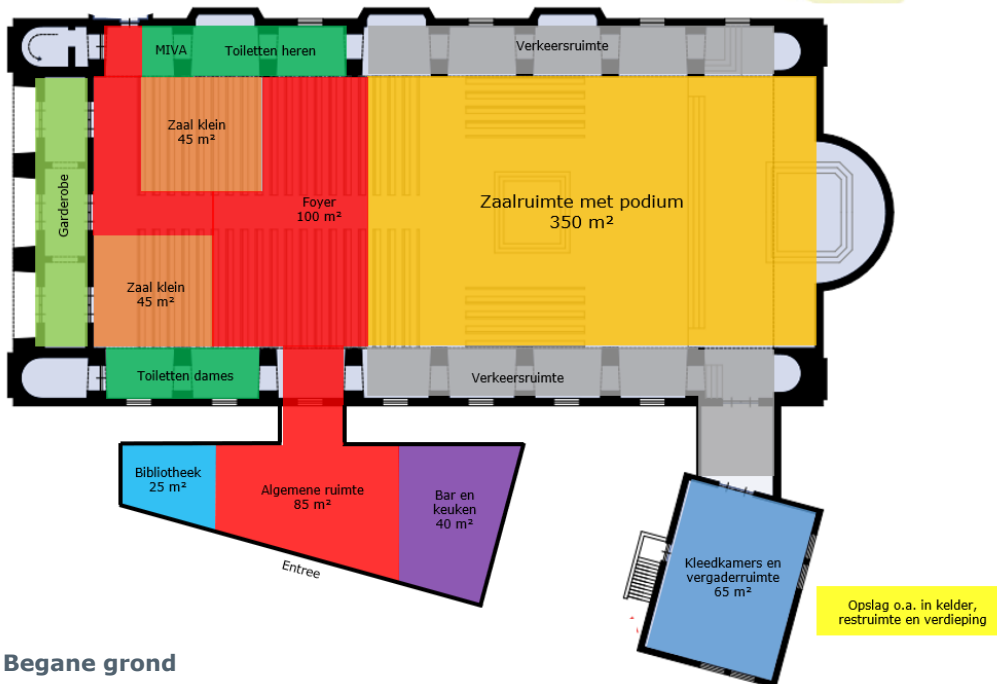 MIVA
Toiletten heren
Verkeersruimte
Zaal klein
45 m²
Garderobe
Foyer
100 m²
Zaalruimte met podium
350 m²
Zaal klein
45 m²
Toiletten dames
Verkeersruimte
Bibliotheek
25 m²
Algemene ruimte
85 m²
Bar en
keuken
40 m²
Entree
Kleedkamers en
vergaderruimte
65 m²
Opslag o.a. in kelder,
restruimte en verdieping
Begane grond